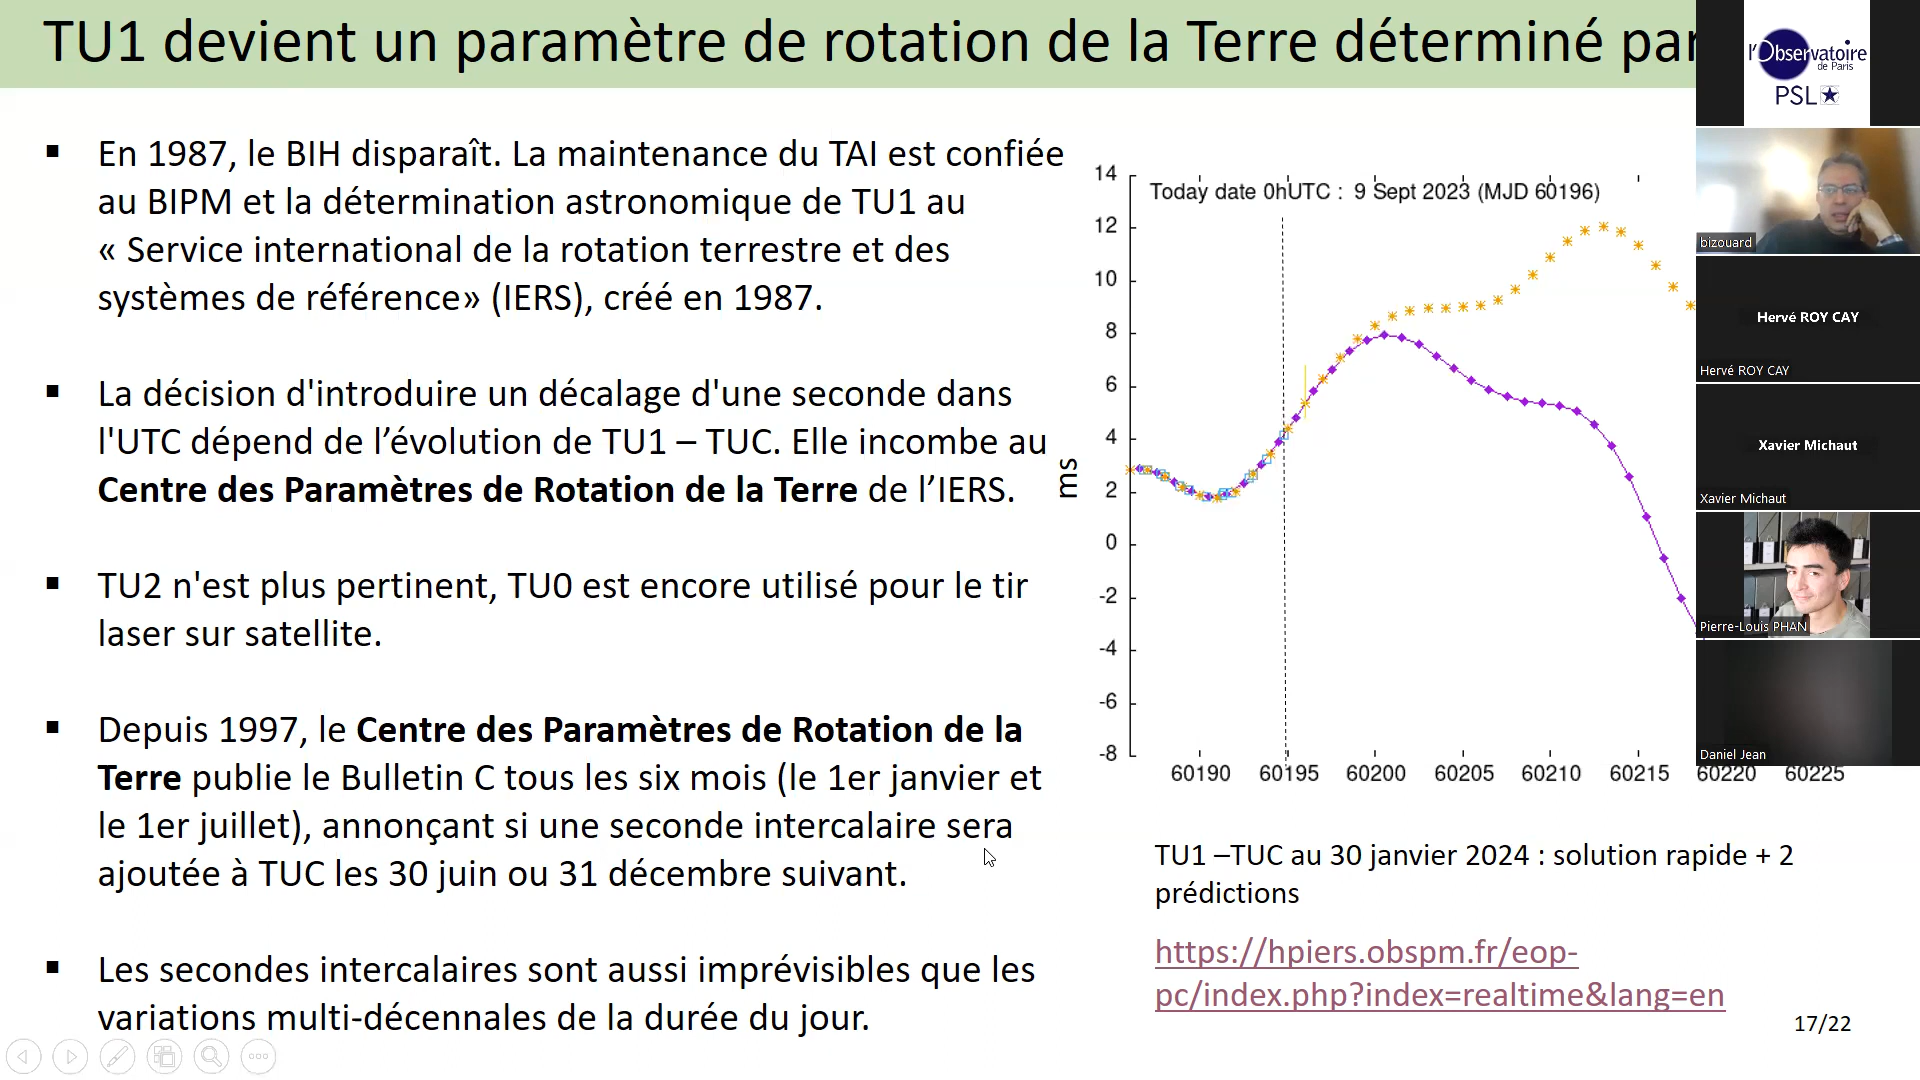 TU1 devient un paramètre de rotation de la Terre déterminé par
▪ En 1987, le BIH disparaît. La maintenance du TAI est confiée
au BIPM et la détermination astronomique de TU1 au
« Service international de la rotation terrestre et des
systèmes de référence» (IERS), créé en 1987.
▪ La décision d'introduire un décalage d'une seconde dans
l'UTC dépend de l’évolution de TU1 – TUC. Elle incombe au
Centre des Paramètres de Rotation de la Terre de l’IERS.
▪ TU2 n'est plus pertinent, TU0 est encore utilisé pour le tir
laser sur satellite.
▪ Depuis 1997, le Centre des Paramètres de Rotation de la
Terre publie le Bulletin C tous les six mois (le 1er janvier et
le 1er juillet), annonçant si une seconde intercalaire sera
ajoutée à TUC les 30 juin ou 31 décembre suivant.
▪ Les secondes intercalaires sont aussi imprévisibles que les
variations multi-décennales de la durée du jour.
Today date 0hUTC : 9 Sept 2023 (MJD 60196)
14
12
10
8
6
4
2
0
-2
-4
-6
-8
ms
60190 60195 60200 60205 60210 60215 60220 60225
TU1 –TUC au 30 janvier 2024 : solution rapide + 2
prédictions
https://hpiers.obspm.fr/eop-
pc/index.php?index=realtime&lang=en
17/22
l'Observatoire
de Paris
PSL
bizouard
Hervé ROY CAY
Hervé ROY CAY
Xavier Michaut
Xavier Michaut
Pierre-Louis PHAN
Daniel Jean